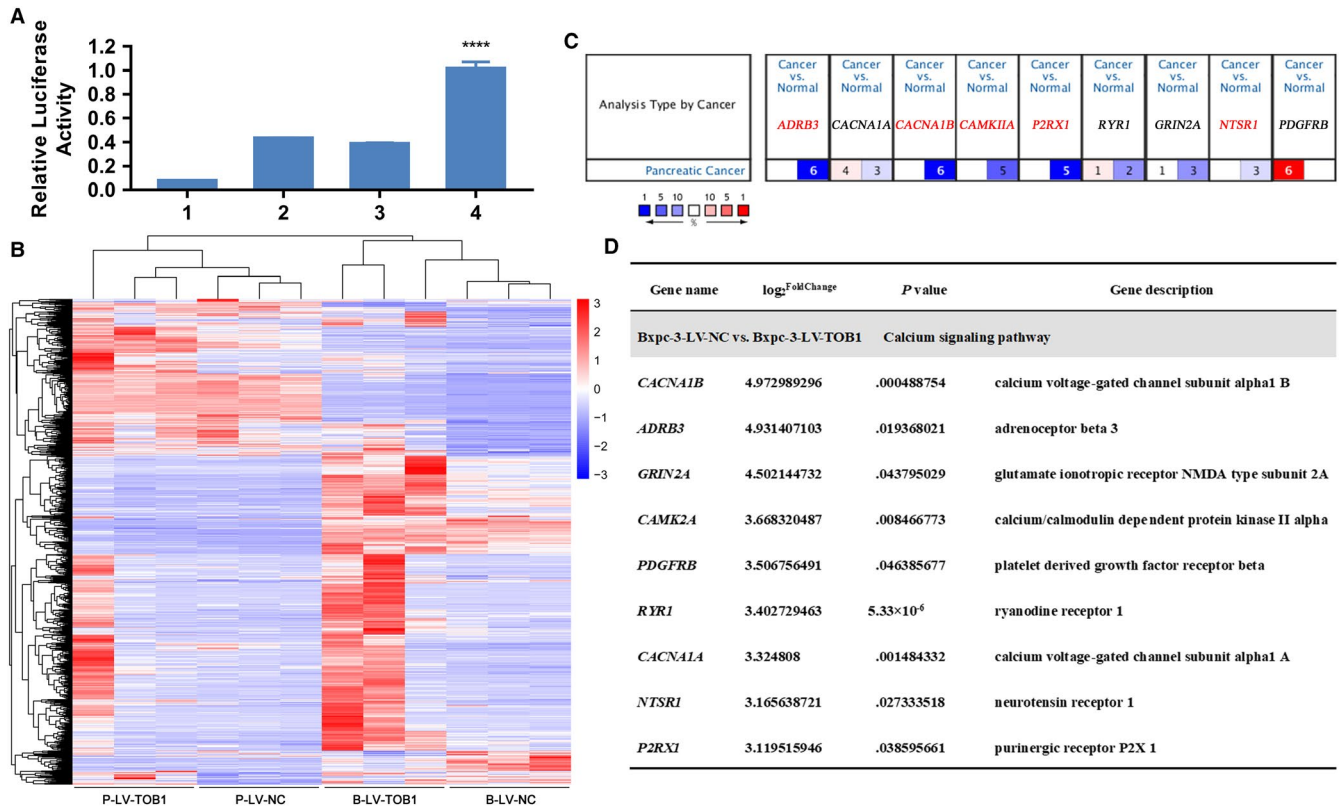 A
Relative Luciferase
Activity
1.2
1.0
0.8
0.6
0.4
0.2
0.0
****
1 2 3 4
B
3
2
1
0
−1
−2
−3
P-LV-TOB1 P-LV-NC B-LV-TOB1 B-LV-NC
C
Analysis Type by Cancer
Cancer Cancer Cancer Cancer Cancer Cancer Cancer Cancer Cancer
vs. vs. vs. vs. vs. vs. vs. vs. vs.
Normal Normal Normal Normal Normal Normal Normal Normal Normal
ADRB3 CACNA1A CACNA1B CAMKIIA P2RX1 RYR1 GRIN2A NTSR1 PDGFRB
Pancreatic Cancer 6 4 3 6 5 5 1 2 1 3 3 6
1 5 10 10 5 1
%
D
Gene name log2FoldChange P value Gene description
Bxpc-3-LV-NC vs. Bxpc-3-LV-TOB1 Calcium signaling pathway
CACNA1B 4.972989296 .000488754 calcium voltage-gated channel subunit alpha1 B
ADRB3 4.931407103 .019368021 adrenoceptor beta 3
GRIN2A 4.502144732 .043795029 glutamate ionotropic receptor NMDA type subunit 2A
CAMK2A 3.668320487 .008466773 calcium/calmodulin dependent protein kinase II alpha
PDGFRB 3.506756491 .046385677 platelet derived growth factor receptor beta
RYR1 3.402729463 5.33×10-6 ryanodine receptor 1
CACNA1A 3.324808 .001484332 calcium voltage-gated channel subunit alpha1 A
NTSR1 3.165638721 .027333518 neurotensin receptor 1
P2RX1 3.119515946 .038595661 purinergic receptor P2X 1